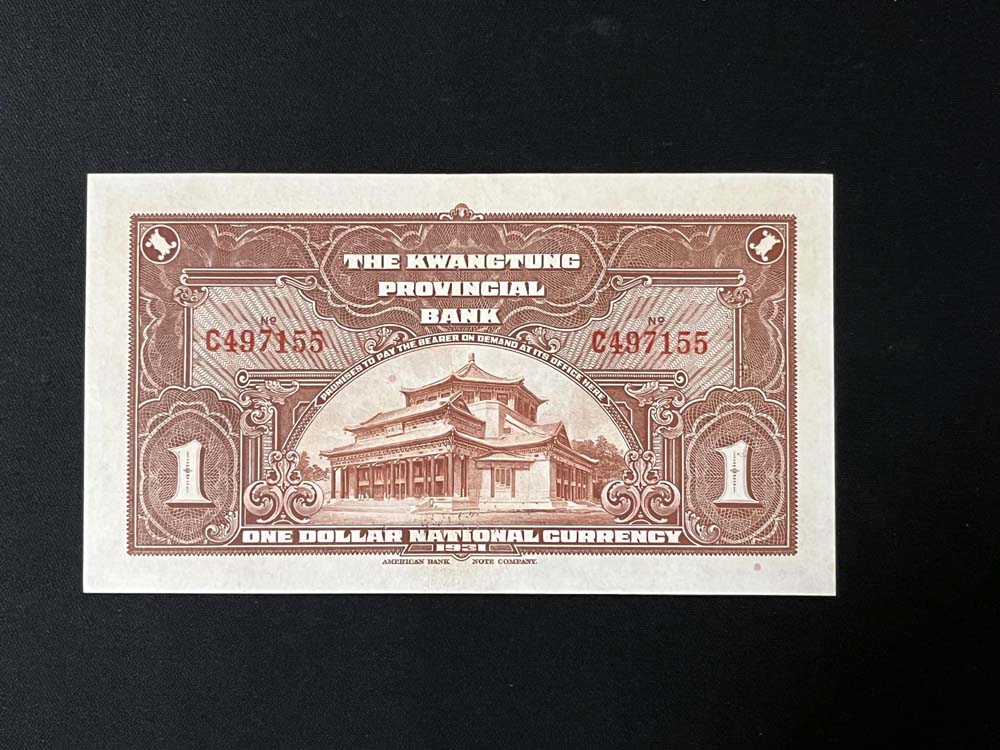 THE KWANGTUNG
PROVINCIAL
BANK
Nº
C497155
Nº
C497155
PROMISES TO PAY THE BEARER ON DEMAND AT ITS OFFICE HERE
1
1
ONE DOLLAR NATIONAL CURRENCY
1931
AMERICAN BANK NOTE COMPANY.